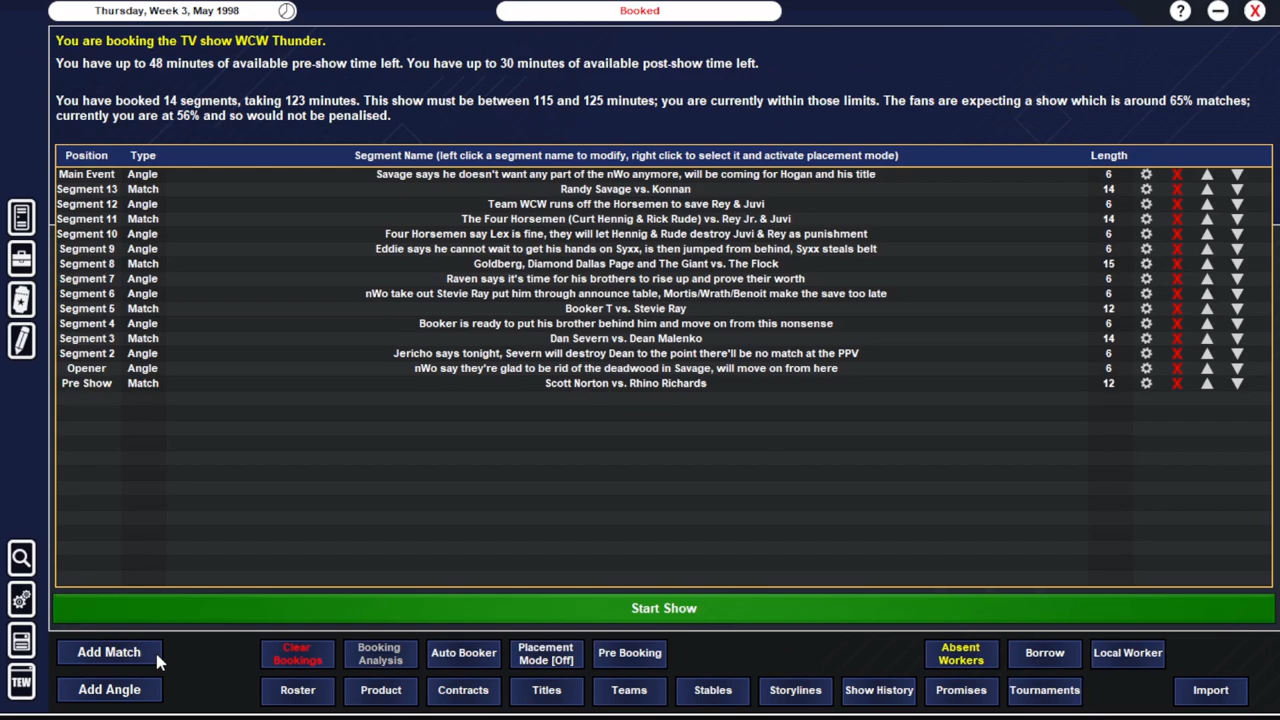 Thursday, Week 3, May 1998
Booked
? X
You are booking the TV show WCW Thunder.
You have up to 48 minutes of available pre-show time left. You have up to 30 minutes of available post-show time left.
You have booked 14 segments, taking 123 minutes. This show must be between 115 and 125 minutes; you are currently within those limits. The fans are expecting a show which is around 65% matches;
currently you are at 56% and so would not be penalised.
Position Type Segment Name (left click a segment name to modify, right click to select it and activate placement mode) Length
Main Event Angle Savage says he doesn't want any part of the nWo anymore, will be coming for Hogan and his title 6 X
Segment 13 Match Randy Savage vs. Konnan 14 X
Segment 12 Angle Team WCW runs off the Horsemen to save Rey & Juvi 6 X
Segment 11 Match The Four Horsemen (Curt Hennig & Rick Rude) vs. Rey Jr. & Juvi 14 X
Segment 10 Angle Four Horsemen say Lex is fine, they will let Hennig & Rude destroy Juvi & Rey as punishment 6 X
Segment 9 Angle Eddie says he cannot wait to get his hands on Syxx, is then jumped from behind, Syxx steals belt 6 X
Segment 8 Match Goldberg, Diamond Dallas Page and The Giant vs. The Flock 15 X
Segment 7 Angle Raven says it's time for his brothers to rise up and prove their worth 6 X
Segment 6 Angle nWo take out Stevie Ray put him through announce table, Mortis/Wrath/Benoit make the save too late 6 X
Segment 5 Match Booker T vs. Stevie Ray 12 X
Segment 4 Angle Booker is ready to put his brother behind him and move on from this nonsense 6 X
Segment 3 Match Dan Severn vs. Dean Malenko 14 X
Segment 2 Angle Jericho says tonight, Severn will destroy Dean to the point there'll be no match at the PPV 6 X
Opener Angle nWo say they're glad to be rid of the deadwood in Savage, will move on from here 6 X
Pre Show Match Scott Norton vs. Rhino Richards 12 X
Start Show
Add Match
Clear Bookings
Booking Analysis
Auto Booker
Placement Mode [Off]
Pre Booking
Absent Workers
Borrow
Local Worker
TEW
Add Angle
Roster
Product
Contracts
Titles
Teams
Stables
Storylines
Show History
Promises
Tournaments
Import